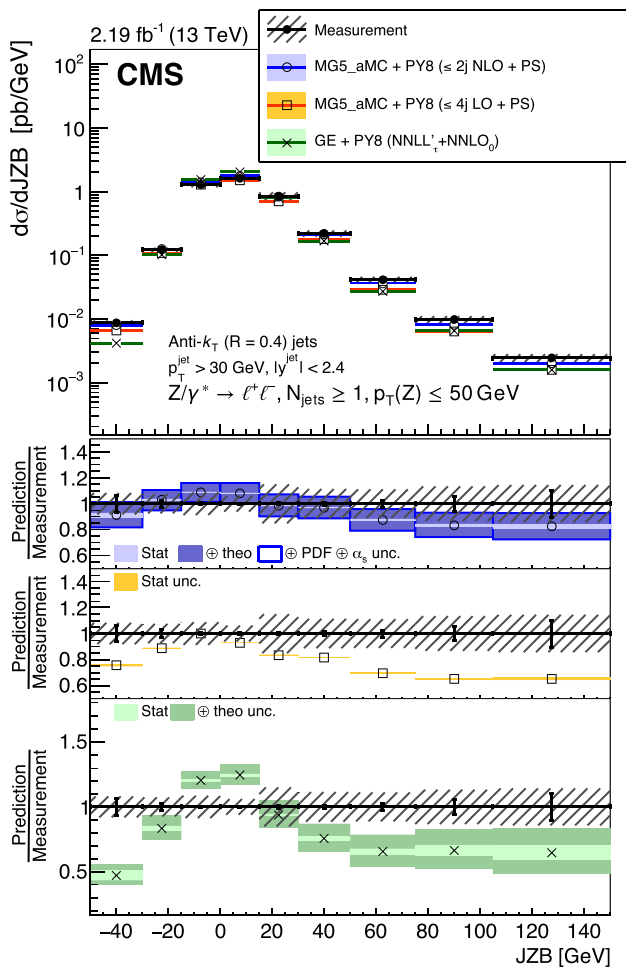 2.19 fb⁻¹ (13 TeV)
CMS
Measurement
MG5_aMC + PY8 (≤ 2j NLO + PS)
MG5_aMC + PY8 (≤ 4j LO + PS)
GE + PY8 (NNLL'_τ+NNLO₀)
dσ/dJZB [pb/GeV]
10²
10
1
10⁻¹
10⁻²
10⁻³
Anti-k_T (R = 0.4) jets
p_T^jet > 30 GeV, |y^jet| < 2.4
Z/γ* → ℓ⁺ℓ⁻, N_jets ≥ 1, p_T(Z) ≤ 50 GeV
Prediction
Measurement
1.4
1.2
1
0.8
0.6
Stat ⊕ theo ⊕ PDF ⊕ α_s unc.
Prediction
Measurement
1.4
1.2
1
0.8
0.6
Stat unc.
Prediction
Measurement
1.5
1
0.5
Stat ⊕ theo unc.
−40 −20 0 20 40 60 80 100 120 140
JZB [GeV]